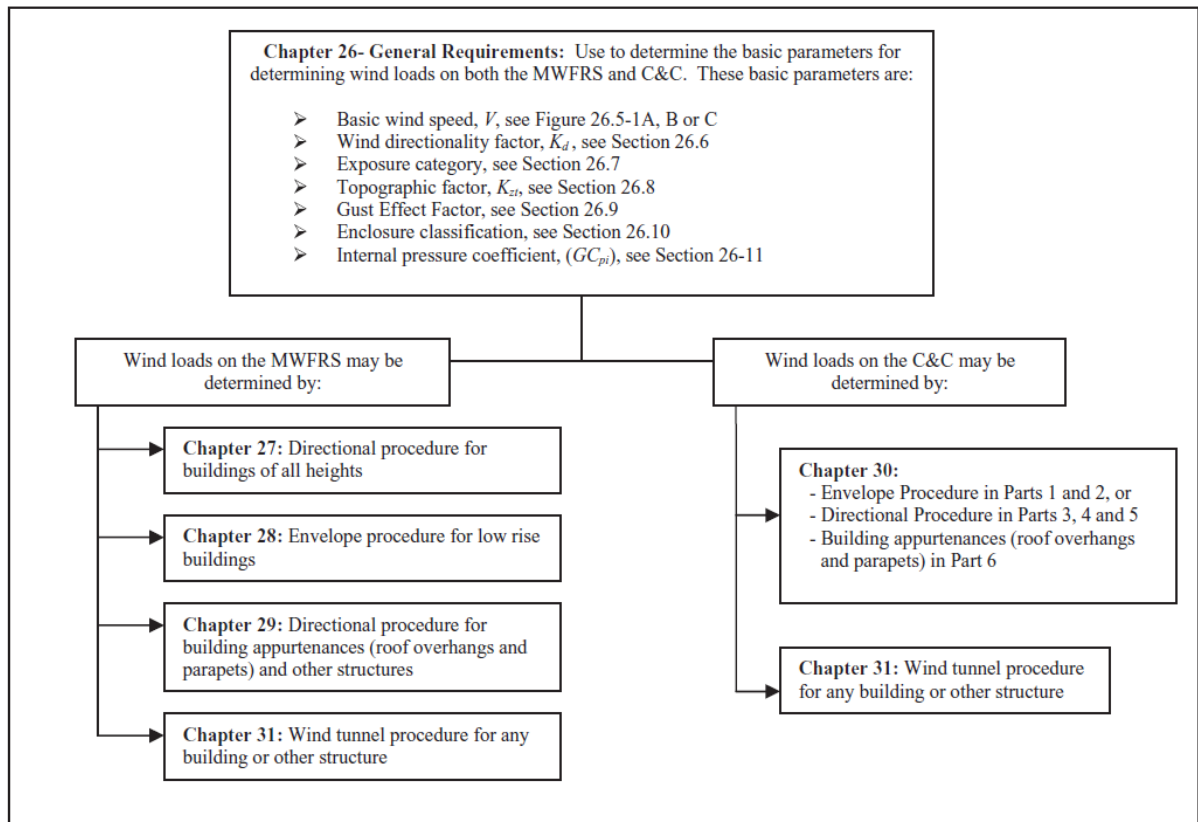 Chapter 26- General Requirements: Use to determine the basic parameters for
determining wind loads on both the MWFRS and C&C. These basic parameters are:
➢ Basic wind speed, V, see Figure 26.5-1A, B or C
➢ Wind directionality factor, Kd, see Section 26.6
➢ Exposure category, see Section 26.7
➢ Topographic factor, Kzt, see Section 26.8
➢ Gust Effect Factor, see Section 26.9
➢ Enclosure classification, see Section 26.10
➢ Internal pressure coefficient, (GCpi), see Section 26-11
Wind loads on the MWFRS may be
determined by:
Chapter 27: Directional procedure for
buildings of all heights
Chapter 28: Envelope procedure for low rise
buildings
Chapter 29: Directional procedure for
building appurtenances (roof overhangs and
parapets) and other structures
Chapter 31: Wind tunnel procedure for any
building or other structure
Wind loads on the C&C may be
determined by:
Chapter 30:
- Envelope Procedure in Parts 1 and 2, or
- Directional Procedure in Parts 3, 4 and 5
- Building appurtenances (roof overhangs
and parapets) in Part 6
Chapter 31: Wind tunnel procedure
for any building or other structure